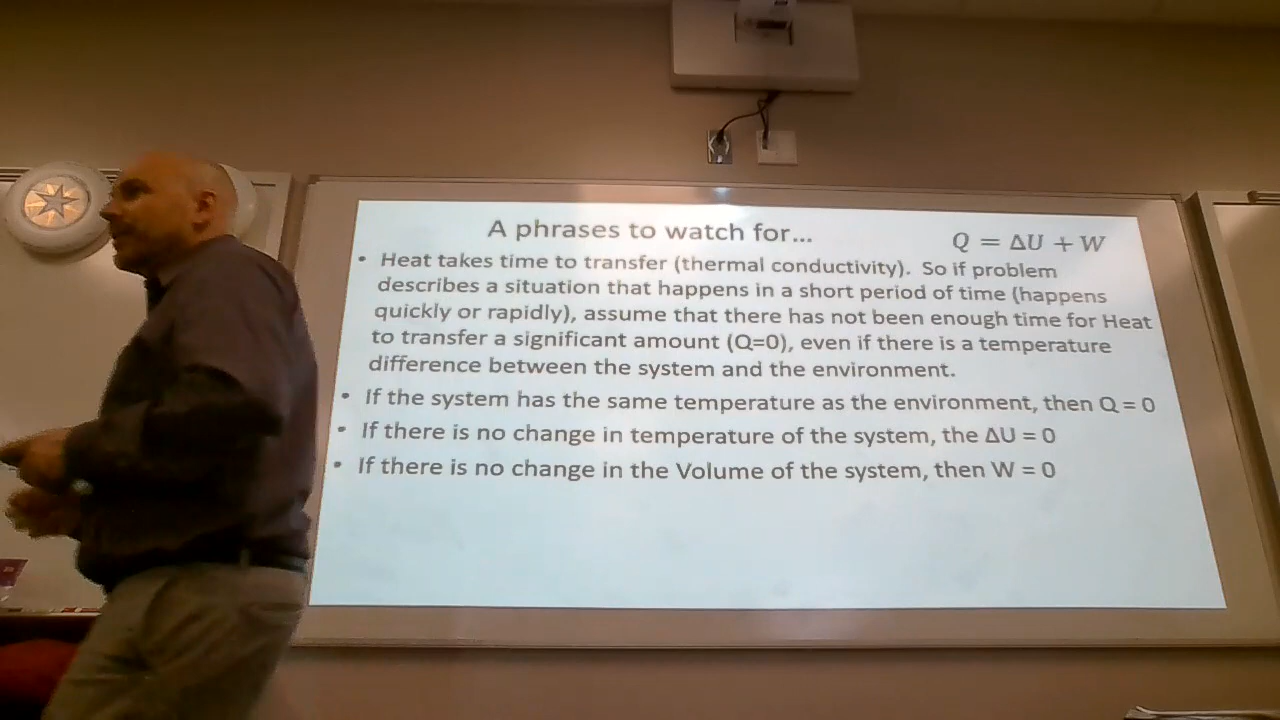 A phrases to watch for...
Q = ΔU + W
• Heat takes time to transfer (thermal conductivity). So if problem
describes a situation that happens in a short period of time (happens
quickly or rapidly), assume that there has not been enough time for Heat
to transfer a significant amount (Q=0), even if there is a temperature
difference between the system and the environment.
• If the system has the same temperature as the environment, then Q = 0
• If there is no change in temperature of the system, the ΔU = 0
• If there is no change in the Volume of the system, then W = 0